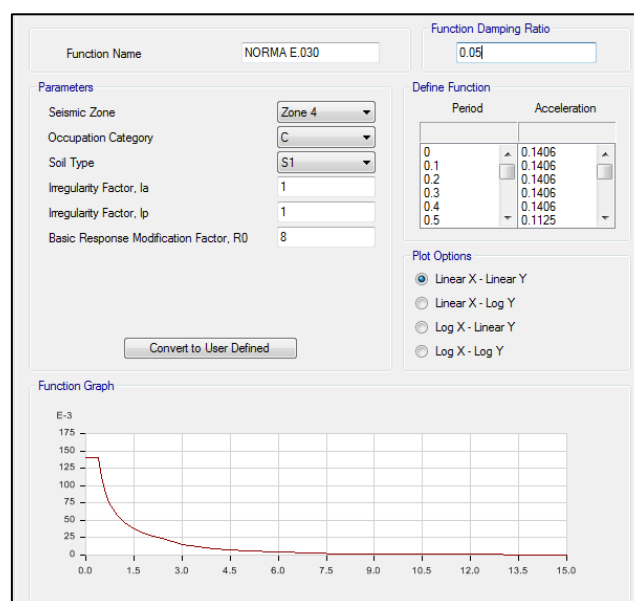 Function Damping Ratio
Function Name NORMA E.030 0.05
Parameters
Seismic Zone Zone 4
Occupation Category C
Soil Type S1
Irregularity Factor, Ia 1
Irregularity Factor, Ip 1
Basic Response Modification Factor, R0 8
Convert to User Defined
Define Function
Period Acceleration
0 0.1406
0.1 0.1406
0.2 0.1406
0.3 0.1406
0.4 0.1406
0.5 0.1125
Plot Options
Linear X - Linear Y
Linear X - Log Y
Log X - Linear Y
Log X - Log Y
Function Graph
E-3
175
150
125
100
75
50
25
0
0.0 1.5 3.0 4.5 6.0 7.5 9.0 10.5 12.0 13.5 15.0